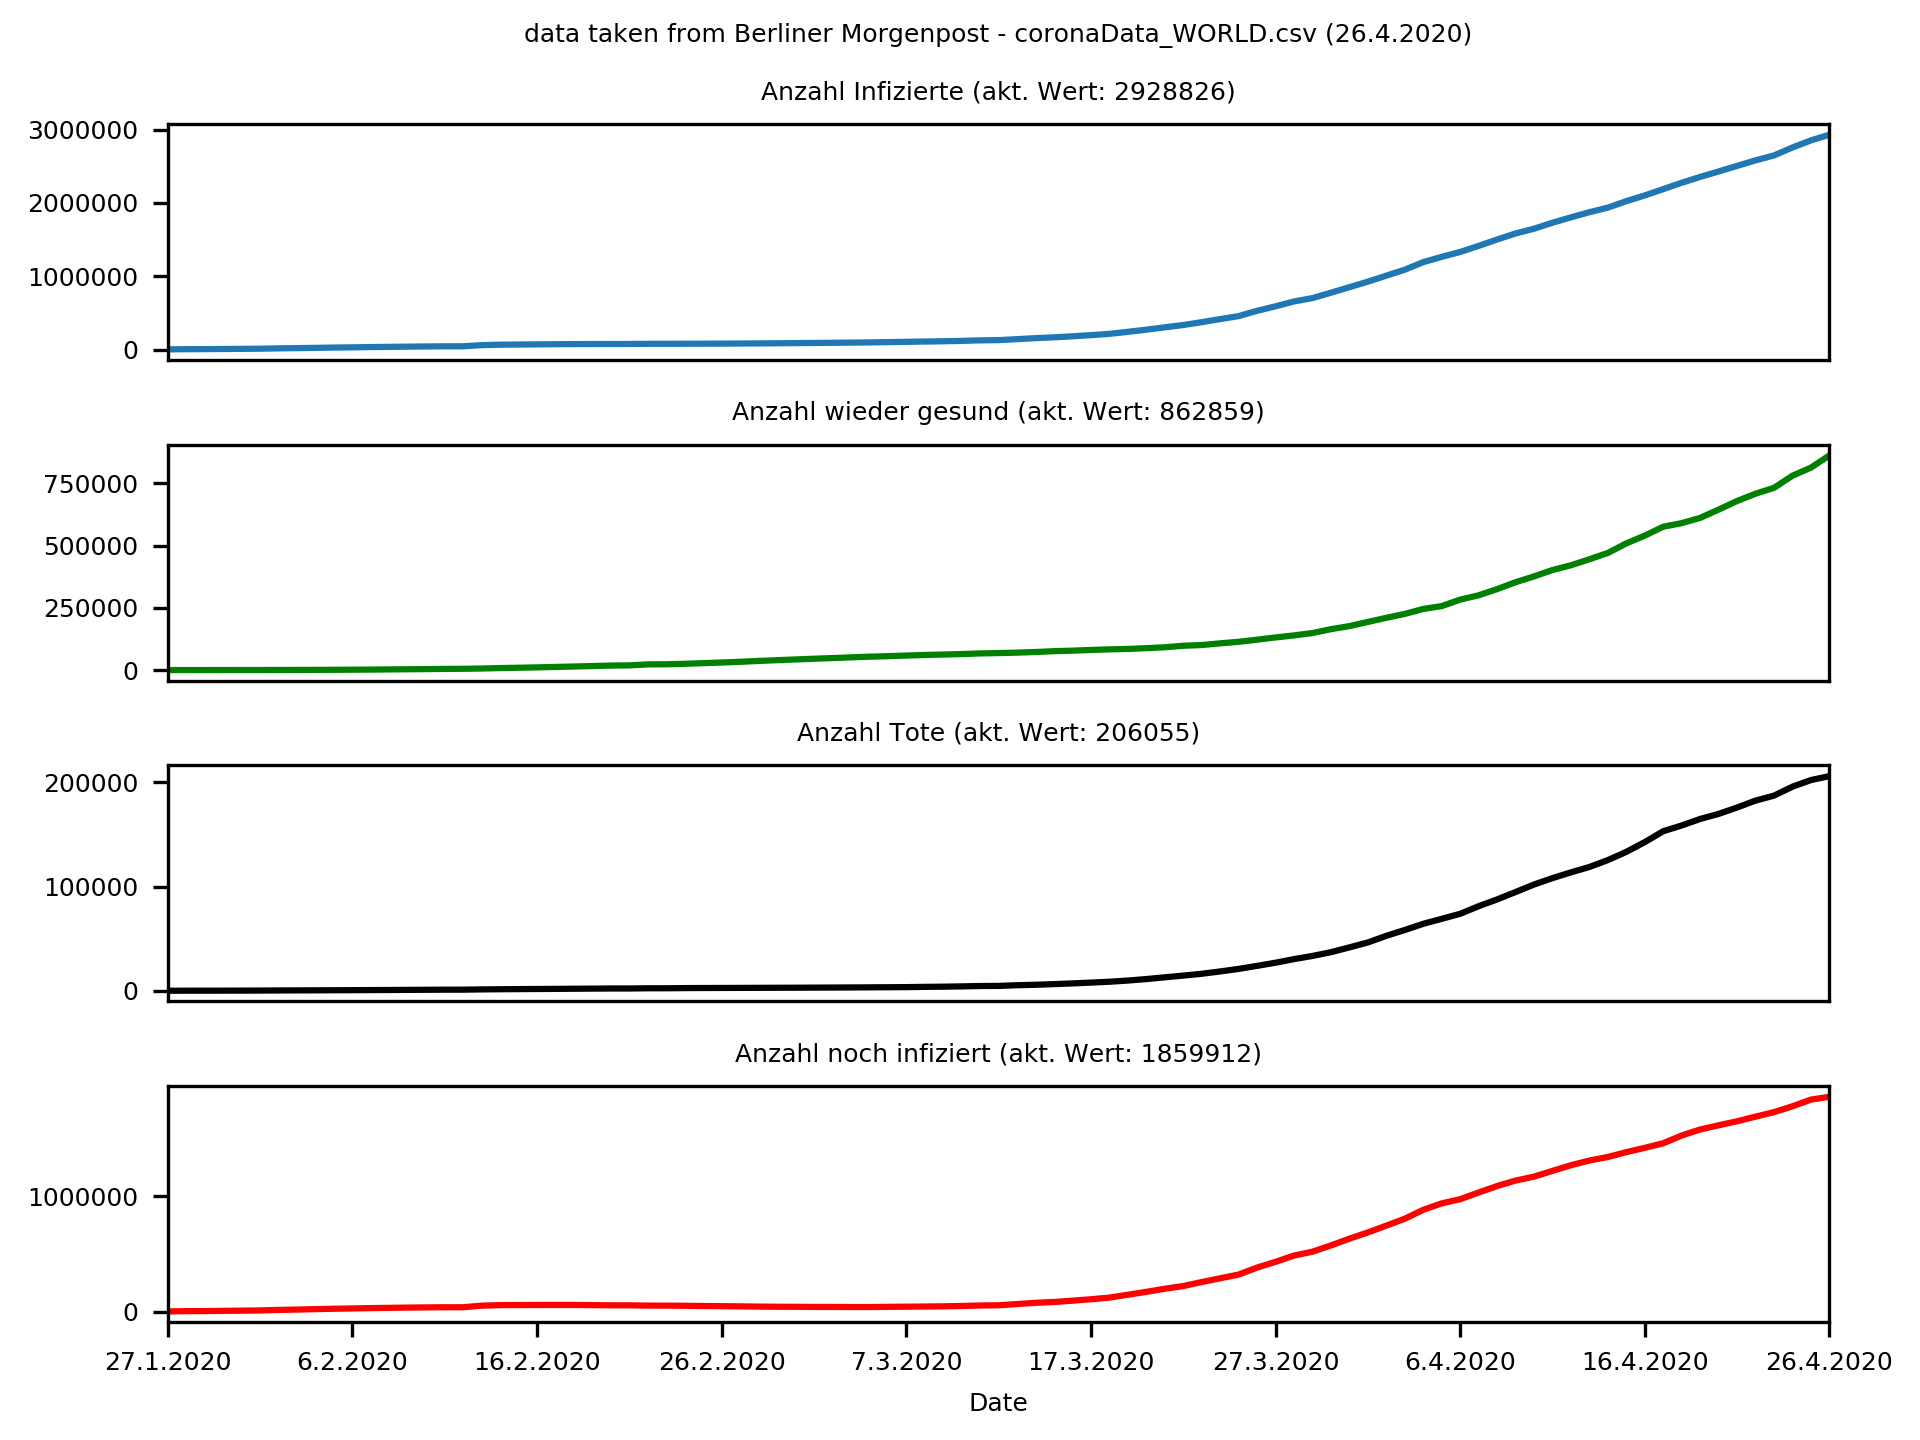 data taken from Berliner Morgenpost - coronaData_WORLD.csv (26.4.2020)
Anzahl Infizierte (akt. Wert: 2928826)
3000000
2000000
1000000
0
Anzahl wieder gesund (akt. Wert: 862859)
750000
500000
250000
0
Anzahl Tote (akt. Wert: 206055)
200000
100000
0
Anzahl noch infiziert (akt. Wert: 1859912)
1000000
0
27.1.2020 6.2.2020 16.2.2020 26.2.2020 7.3.2020 17.3.2020 27.3.2020 6.4.2020 16.4.2020 26.4.2020
Date